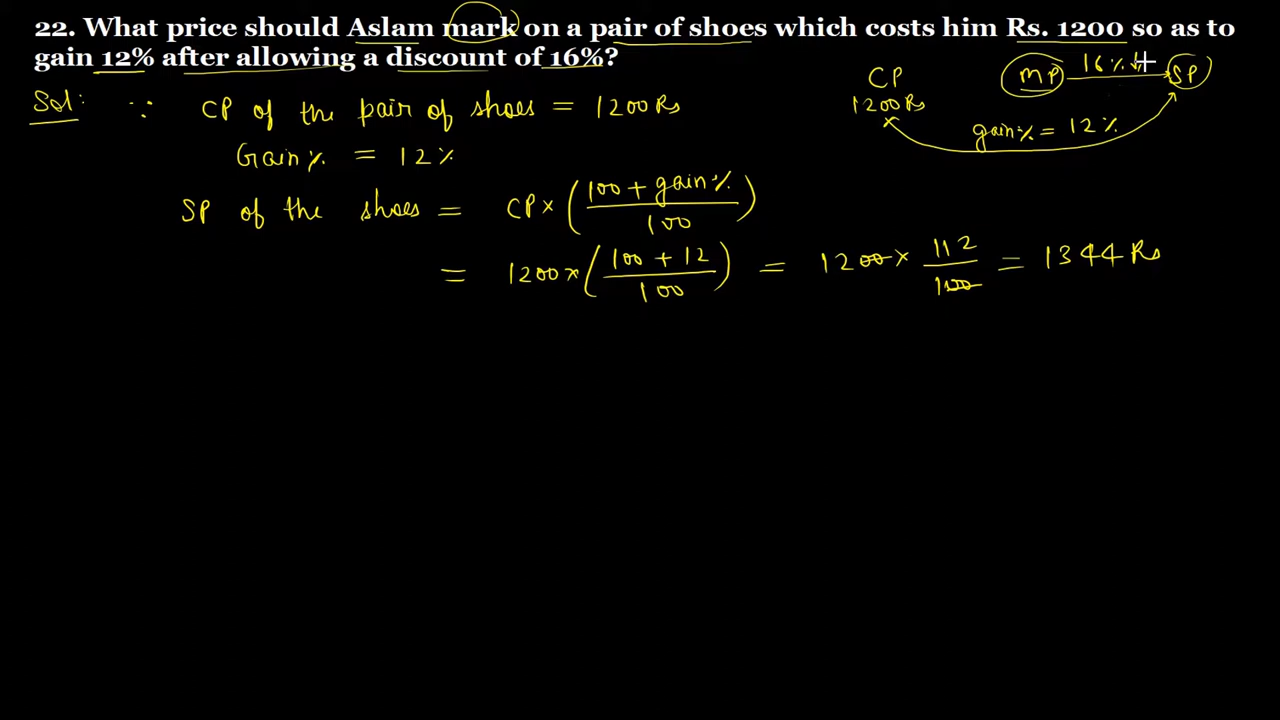 22. What price should Aslam mark on a pair of shoes which costs him Rs. 1200 so as to
gain 12% after allowing a discount of 16%?
CP MP 16% ↓ SP
1200 Rs
gain% = 12%
Sol:
∵ CP of the pair of shoes = 1200 Rs
Gain% = 12%
SP of the shoes = CP × (100 + gain% / 100)
= 1200 × (100 + 12 / 100) = 1200 × 112 / 100 = 1344 Rs